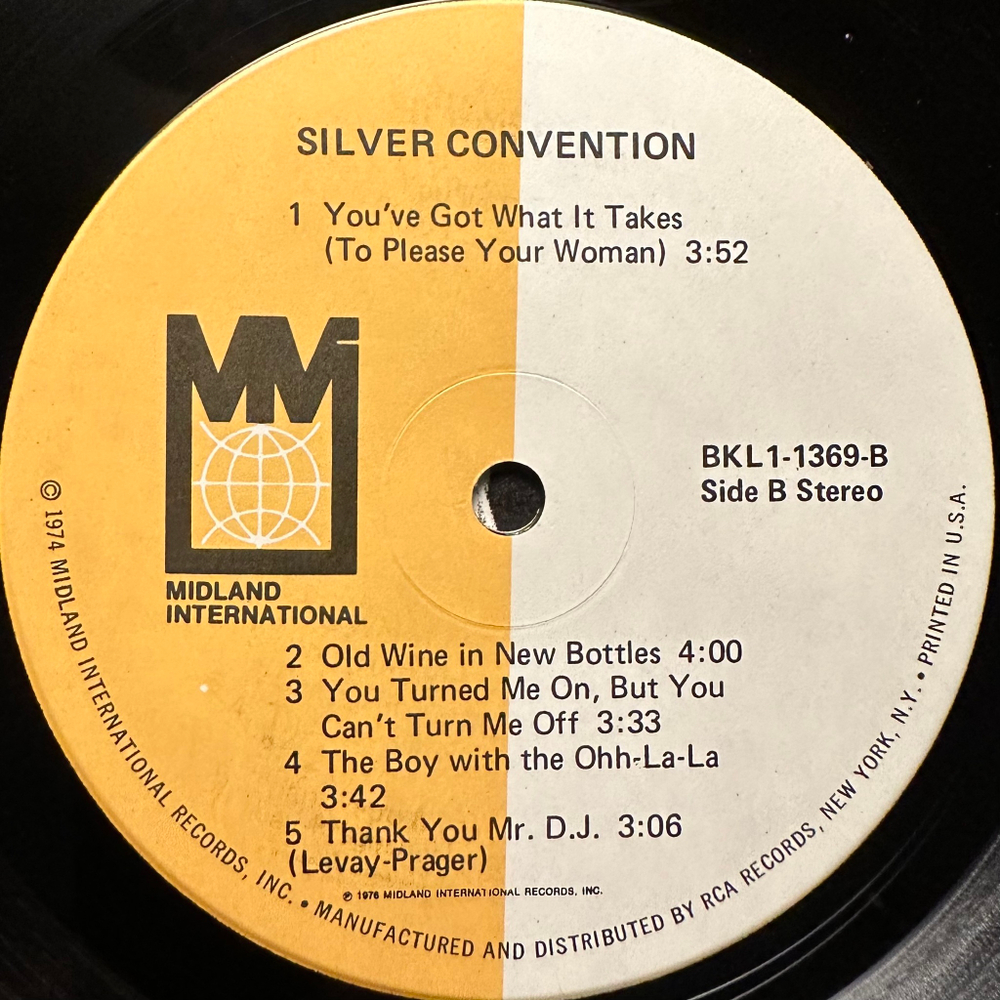 SILVER CONVENTION
1 You've Got What It Takes
(To Please Your Woman) 3:52
MM
MIDLAND
INTERNATIONAL
BKL1-1369-B
Side B Stereo
2 Old Wine in New Bottles 4:00
3 You Turned Me On, But You
Can't Turn Me Off 3:33
4 The Boy with the Ohh-La-La
3:42
5 Thank You Mr. D.J. 3:06
(Levay-Prager)
℗ 1976 MIDLAND INTERNATIONAL RECORDS, INC.
© 1974 MIDLAND INTERNATIONAL RECORDS, INC. • MANUFACTURED AND DISTRIBUTED BY RCA RECORDS, NEW YORK, N.Y. • PRINTED IN U.S.A.